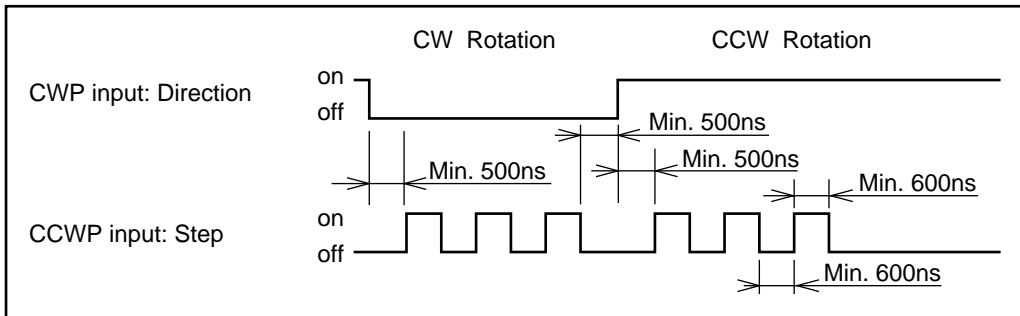 CW Rotation
CCW Rotation
CWP input: Direction
on
off
Min. 500ns
Min. 500ns
Min. 500ns
Min. 600ns
CCWP input: Step
on
off
Min. 600ns